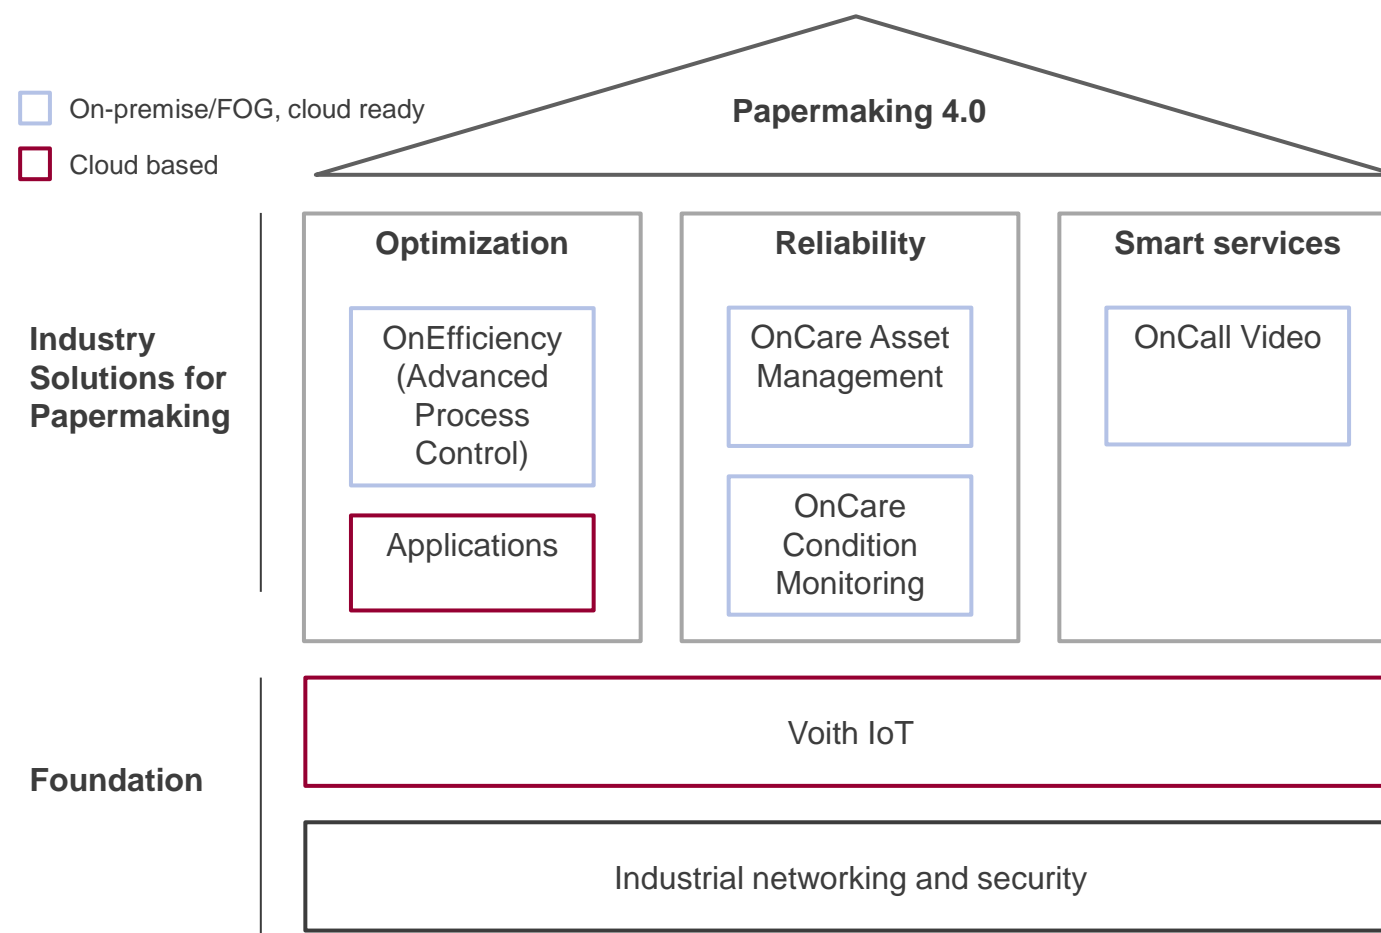 Papermaking 4.0
On-premise/FOG, cloud ready
Cloud based
Industry
Solutions for
Papermaking
Optimization
OnEfficiency
(Advanced
Process
Control)
Applications
Reliability
OnCare Asset
Management
OnCare
Condition
Monitoring
Smart services
OnCall Video
Foundation
Voith IoT
Industrial networking and security